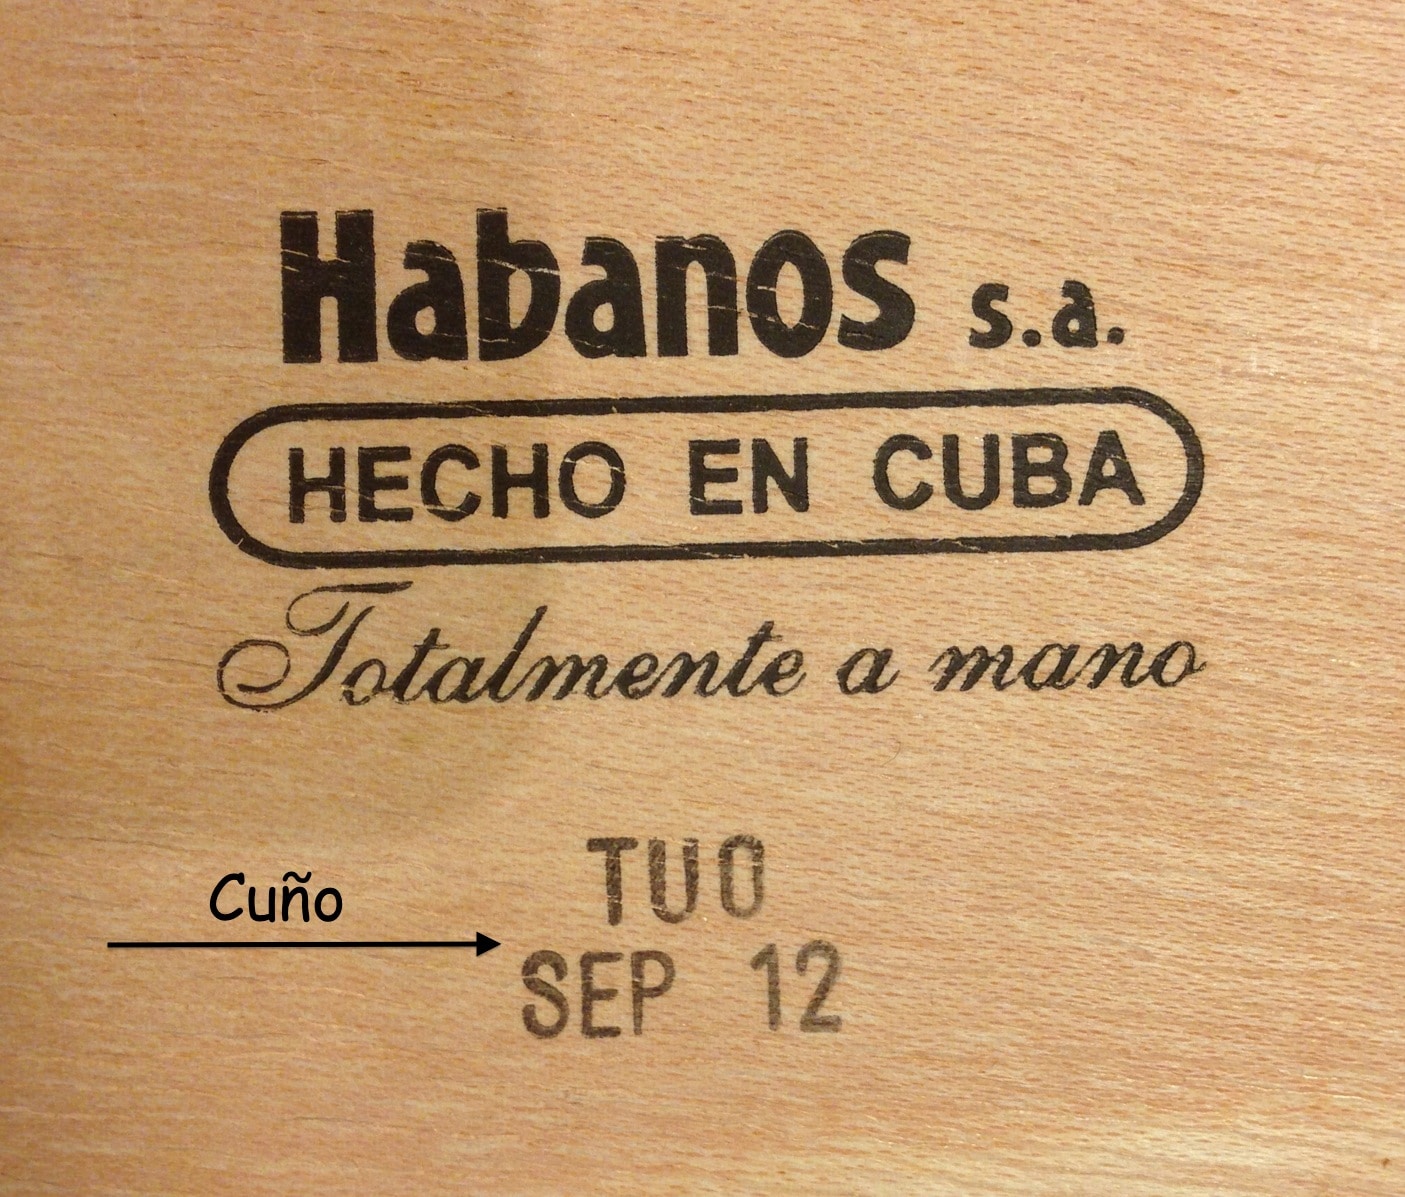 Habanos s.a.
HECHO EN CUBA
Totalmente a mano
TUO
Cuño
SEP 12